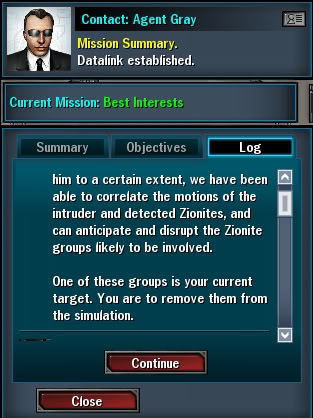 Contact: Agent Gray
Mission Summary.
Datalink established.
Current Mission: Best Interests
Summary
Objectives
Log
him to a certain extent, we have been
able to correlate the motions of the
intruder and detected Zionites, and
can anticipate and disrupt the Zionite
groups likely to be involved.
One of these groups is your current
target. You are to remove them from
the simulation.
Continue
Close